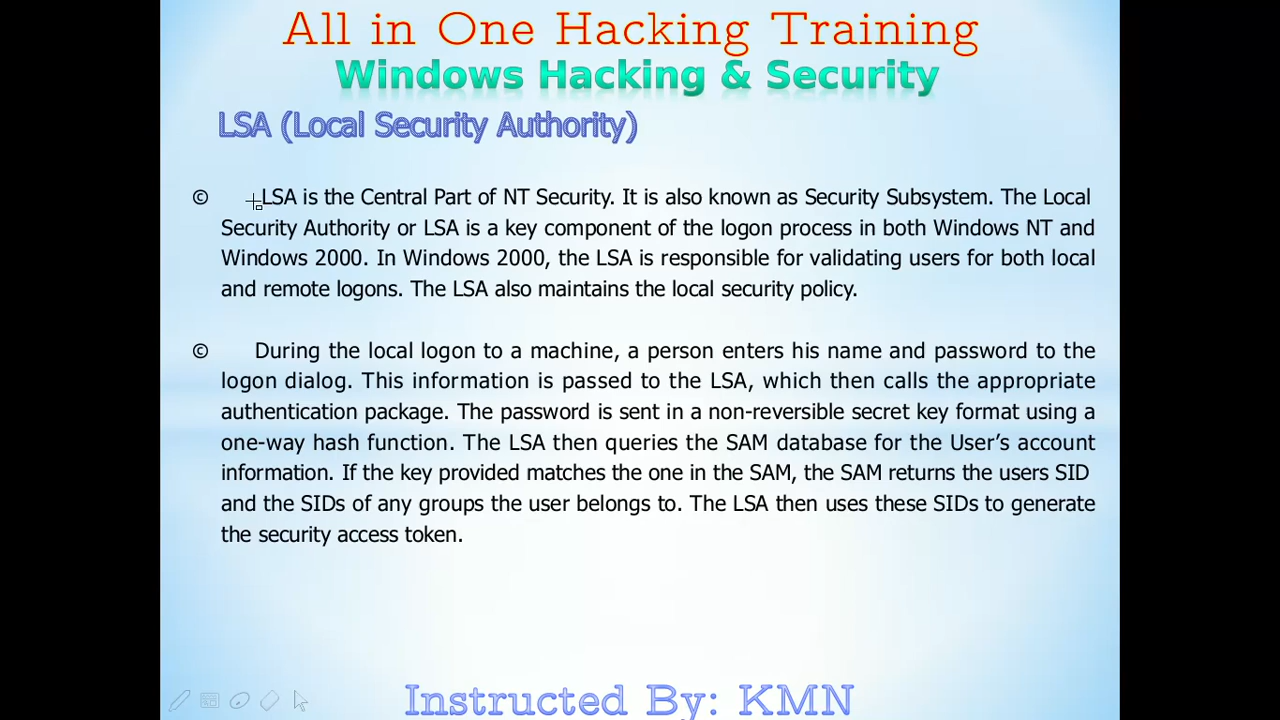 All in One Hacking Training
Windows Hacking & Security
LSA (Local Security Authority)
© LSA is the Central Part of NT Security. It is also known as Security Subsystem. The Local
Security Authority or LSA is a key component of the logon process in both Windows NT and
Windows 2000. In Windows 2000, the LSA is responsible for validating users for both local
and remote logons. The LSA also maintains the local security policy.
© During the local logon to a machine, a person enters his name and password to the
logon dialog. This information is passed to the LSA, which then calls the appropriate
authentication package. The password is sent in a non-reversible secret key format using a
one-way hash function. The LSA then queries the SAM database for the User’s account
information. If the key provided matches the one in the SAM, the SAM returns the users SID
and the SIDs of any groups the user belongs to. The LSA then uses these SIDs to generate
the security access token.
Instructed By: KMN